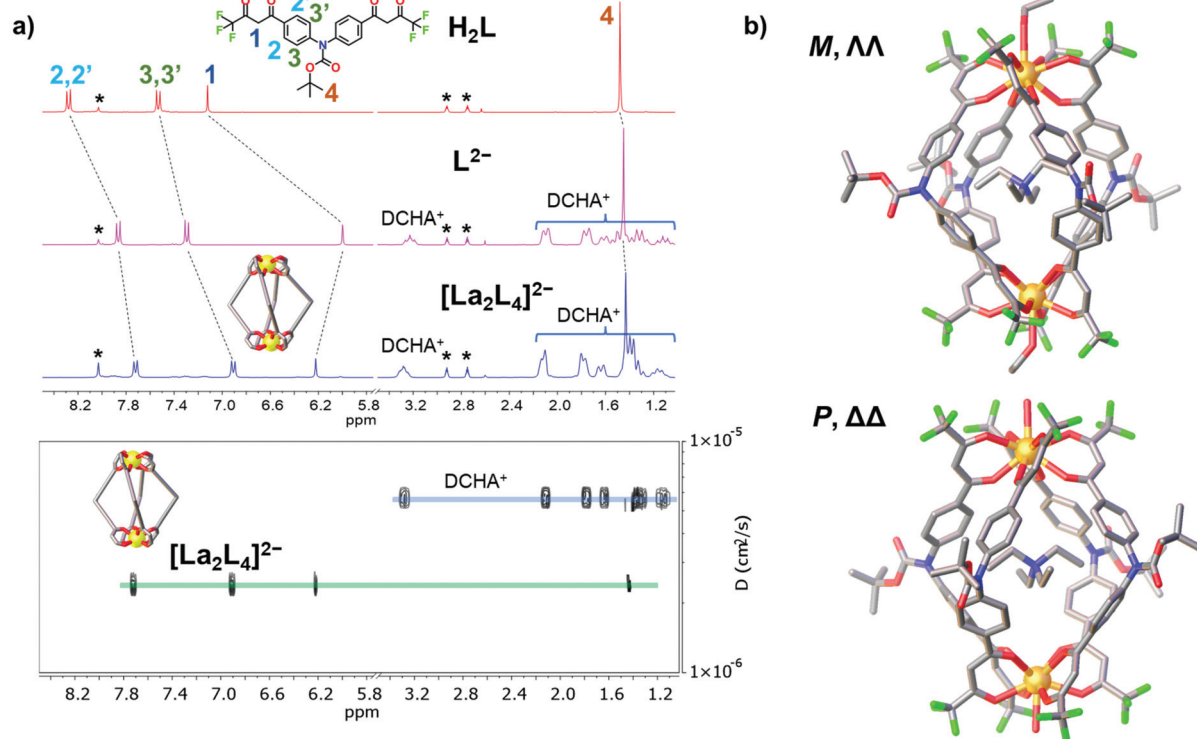 a)
O O O O
F F F F F F
2' 3' 1 2 3 N
O O
4
H₂L
4
2,2' * 3,3' 1 * *
L²⁻
DCHA⁺
* DCHA⁺ * *
[La₂L₄]²⁻
DCHA⁺
* DCHA⁺ * *
8.2 7.8 7.4 7.0 6.6 6.2 5.8 2.8 2.4 2.0 1.6 1.2
ppm ppm
1×10⁻⁵
DCHA⁺
[La₂L₄]²⁻
D (cm²/s)
1×10⁻⁶
8.2 7.8 7.4 7.0 6.6 6.2 5.8 2.8 2.4 2.0 1.6 1.2
ppm ppm
b)
M, ΛΛ
P, ΔΔ